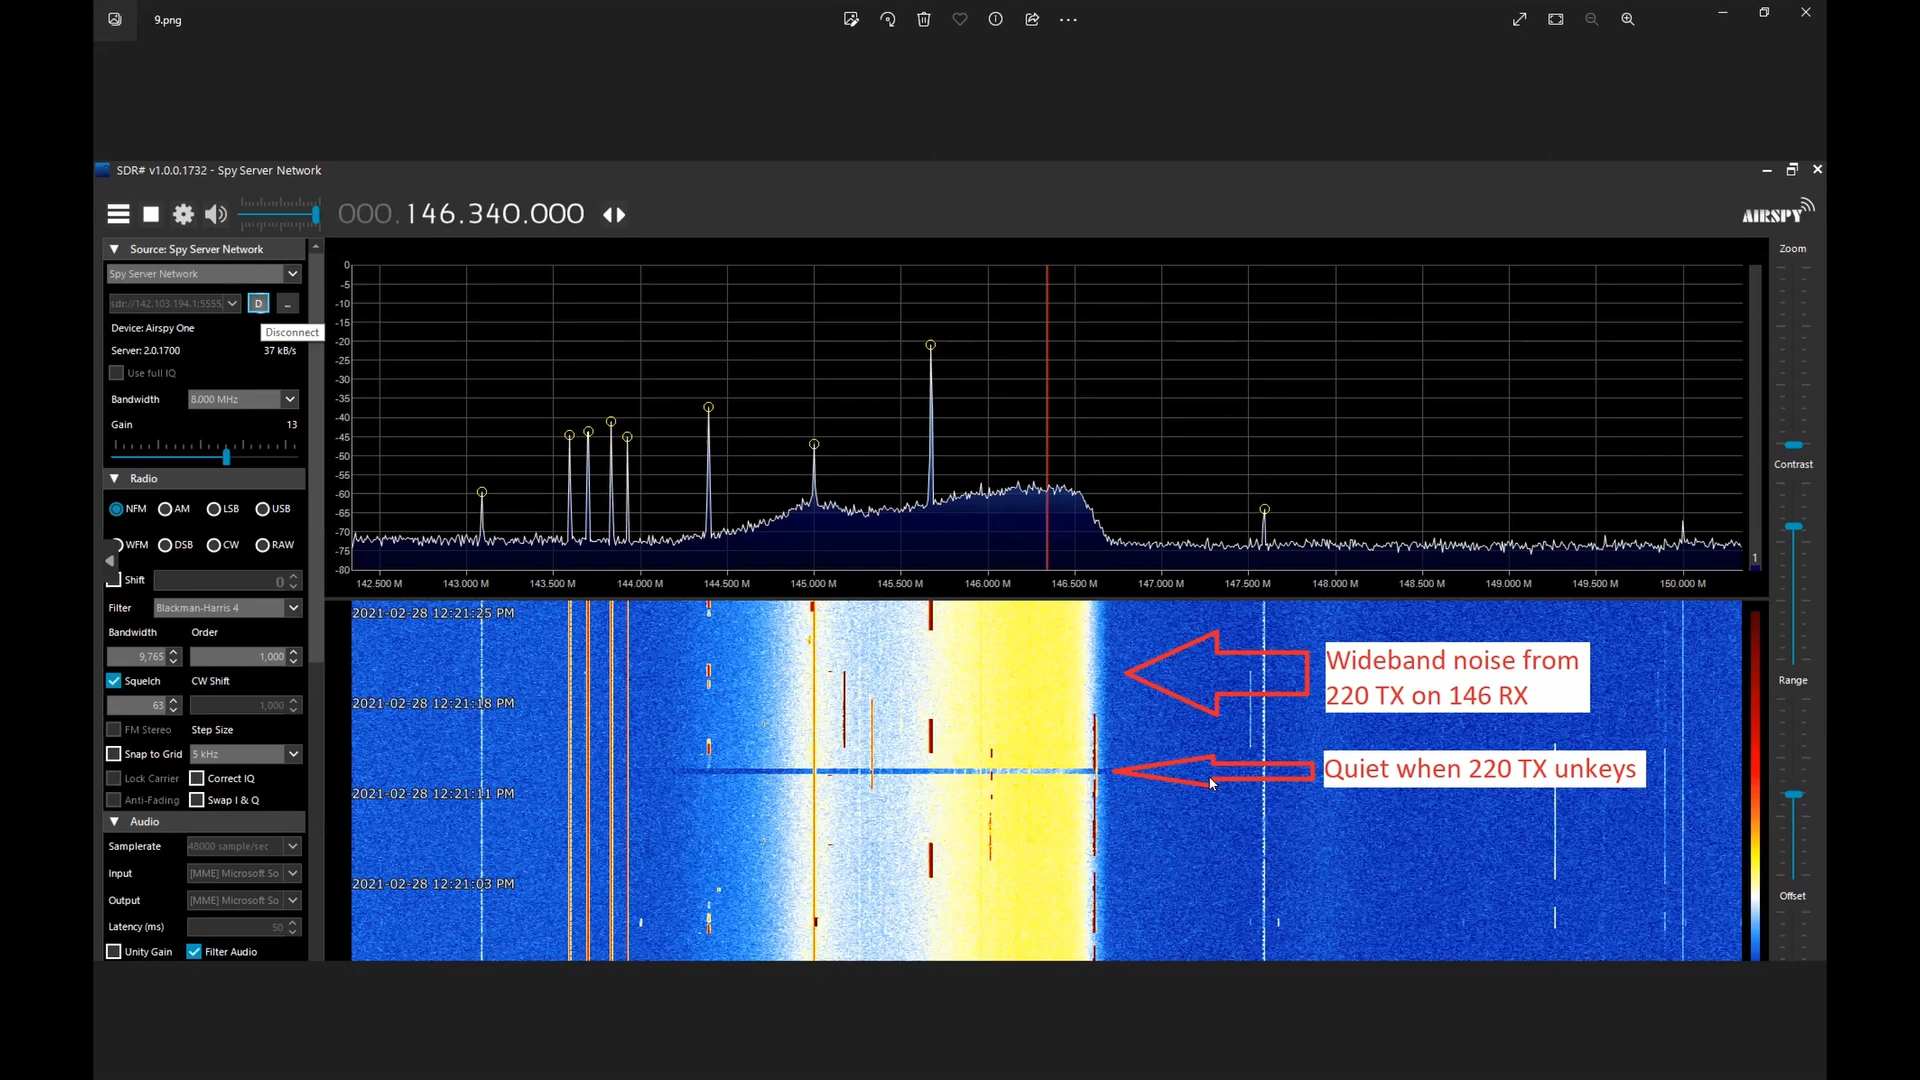 9.png
SDR# v1.0.0.1732 - Spy Server Network
000.146.340.000
AIRSPY
Source: Spy Server Network
Spy Server Network
sdr://142.103.194.1:5555
D
...
Device: Airspy One
Disconnect
Server: 2.0.1700
37 kB/s
Use full IQ
Bandwidth
8.000 MHz
Gain
13
Radio
NFM
AM
LSB
USB
WFM
DSB
CW
RAW
Shift
0
Filter
Blackman-Harris 4
Bandwidth
Order
9,765
1,000
Squelch
CW Shift
63
1,000
FM Stereo
Step Size
Snap to Grid
5 kHz
Lock Carrier
Correct IQ
Anti-Fading
Swap I & Q
Audio
Samplerate
48000 sample/sec
Input
[MME] Microsoft So
Output
[MME] Microsoft So
Latency (ms)
50
Unity Gain
Filter Audio
0
-5
-10
-15
-20
-25
-30
-35
-40
-45
-50
-55
-60
-65
-70
-75
-80
1
142.500 M
143.000 M
143.500 M
144.000 M
144.500 M
145.000 M
145.500 M
146.000 M
146.500 M
147.000 M
147.500 M
148.000 M
148.500 M
149.000 M
149.500 M
150.000 M
2021-02-28 12:21:25 PM
2021-02-28 12:21:18 PM
2021-02-28 12:21:11 PM
2021-02-28 12:21:03 PM
Wideband noise from
220 TX on 146 RX
Quiet when 220 TX unkeys
Zoom
Contrast
Range
Offset